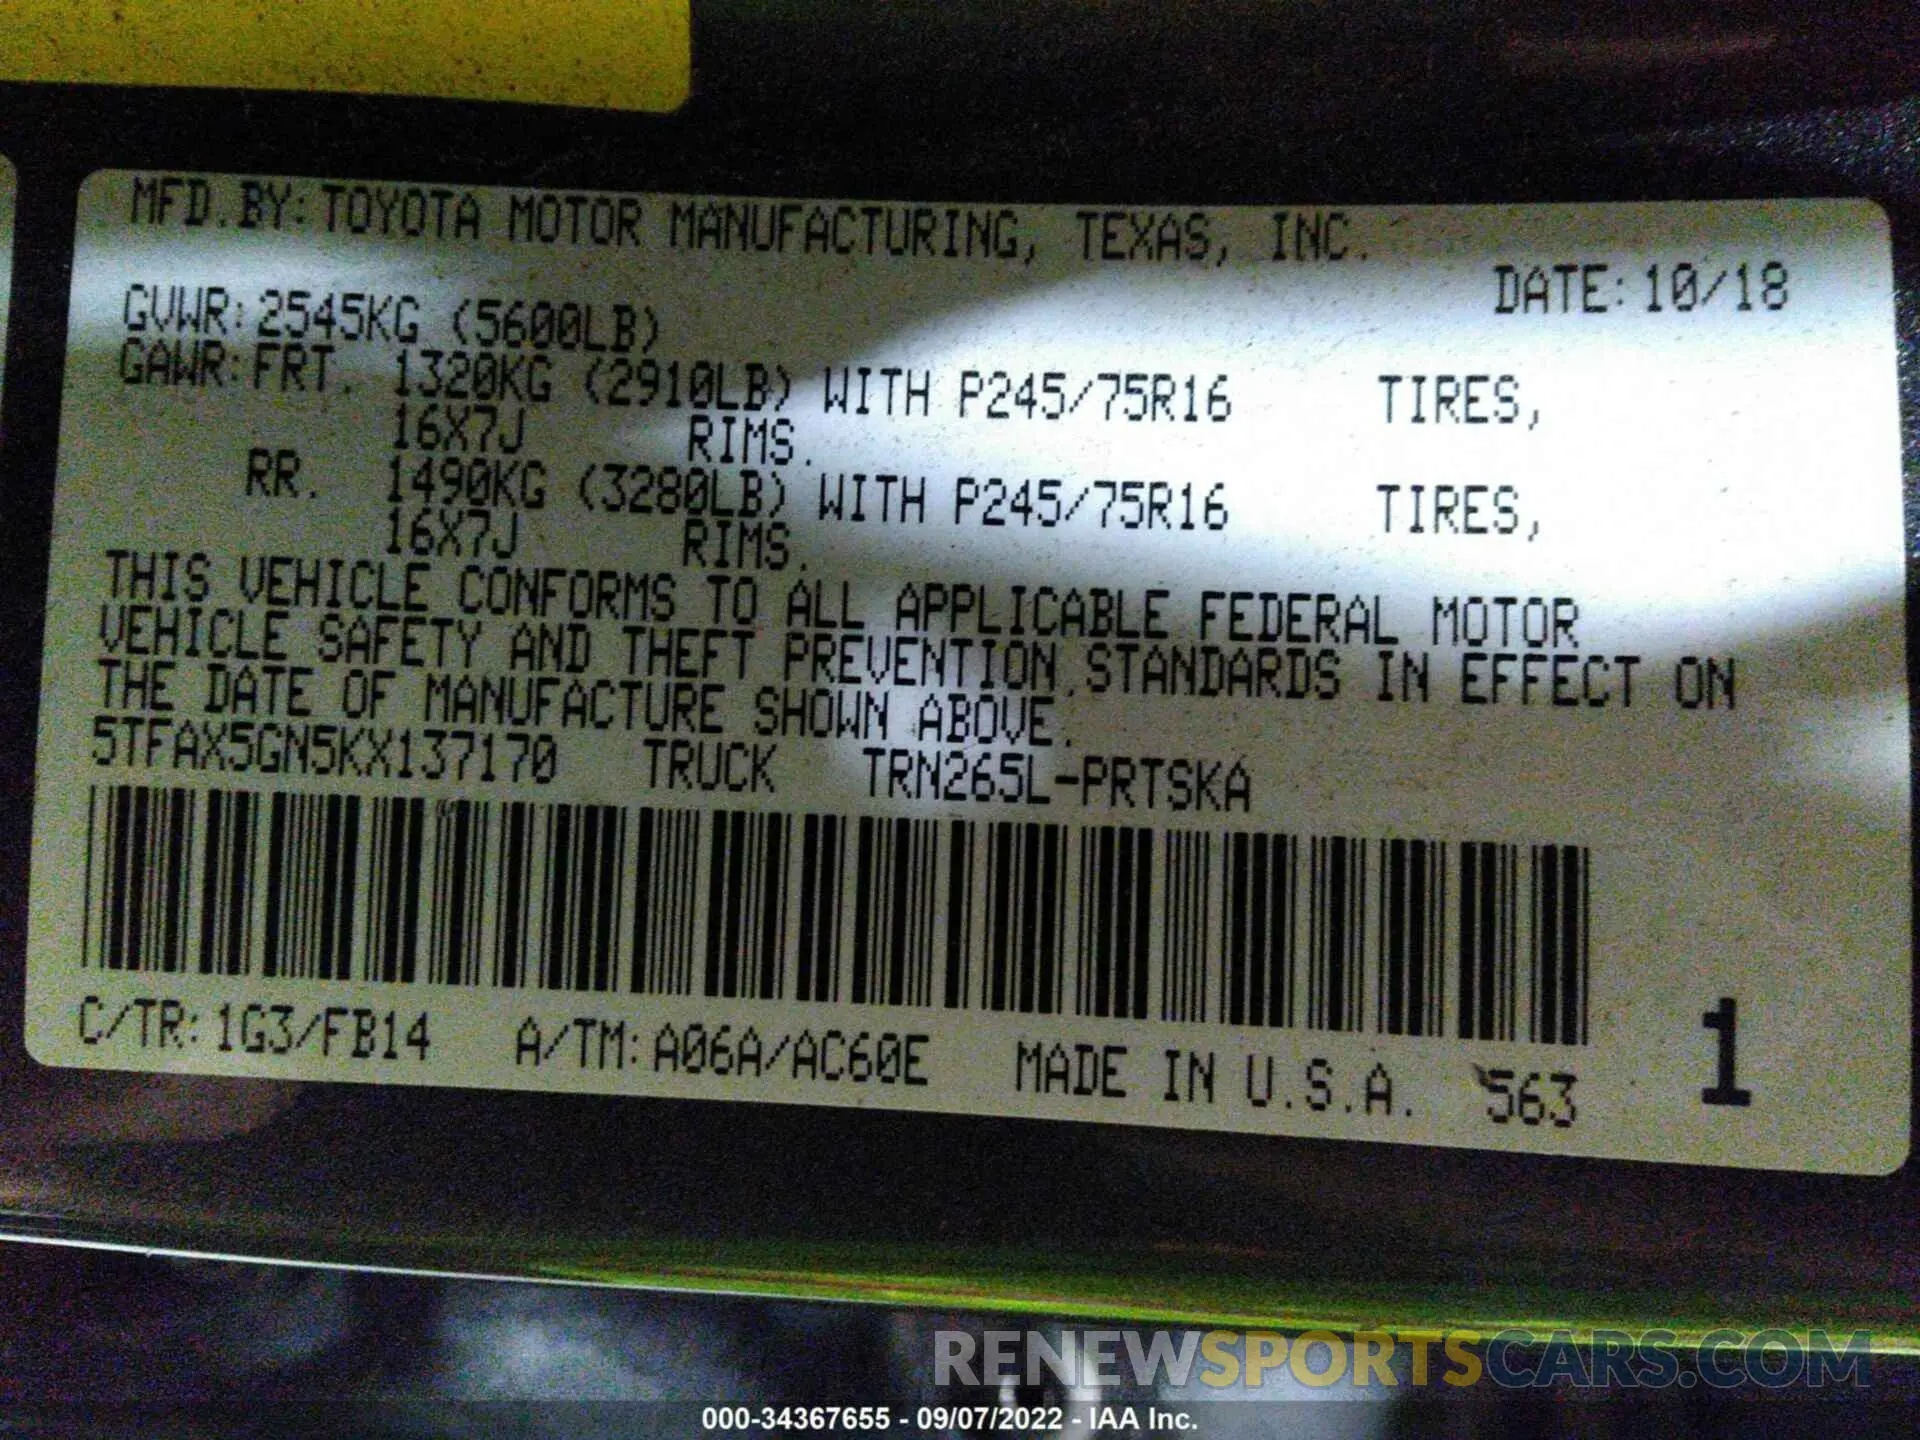 MFD.BY: TOYOTA MOTOR MANUFACTURING, TEXAS, INC.
DATE: 10/18
GVWR: 2545KG (5600LB)
GAWR: FRT. 1320KG (2910LB) WITH P245/75R16 TIRES,
16X7J RIMS.
RR. 1490KG (3280LB) WITH P245/75R16 TIRES,
16X7J RIMS.
THIS VEHICLE CONFORMS TO ALL APPLICABLE FEDERAL MOTOR
VEHICLE SAFETY AND THEFT PREVENTION STANDARDS IN EFFECT ON
THE DATE OF MANUFACTURE SHOWN ABOVE.
5TFAX5GN5KX137170 TRUCK TRN265L-PRTSKA
C/TR: 1G3/FB14 A/TM: A06A/AC60E MADE IN U.S.A. 563 1
RENEWSPORTSCARS.COM
000-34367655 - 09/07/2022 - IAA Inc.